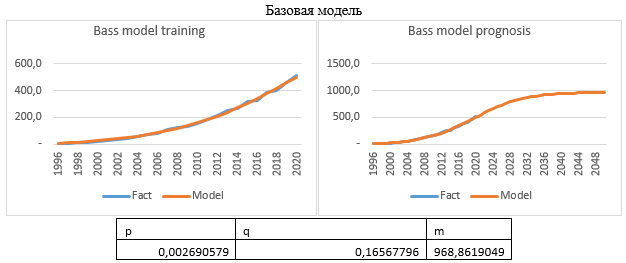 Базовая модель
Bass model training
600,0
400,0
200,0
-
1996 1998 2000 2002 2004 2006 2008 2010 2012 2014 2016 2018 2020
Fact Model
Bass model prognosis
1500,0
1000,0
500,0
-
1996 2000 2004 2008 2012 2016 2020 2024 2028 2032 2036 2040 2044 2048
Fact Model
p q m
0,002690579 0,16567796 968,8619049